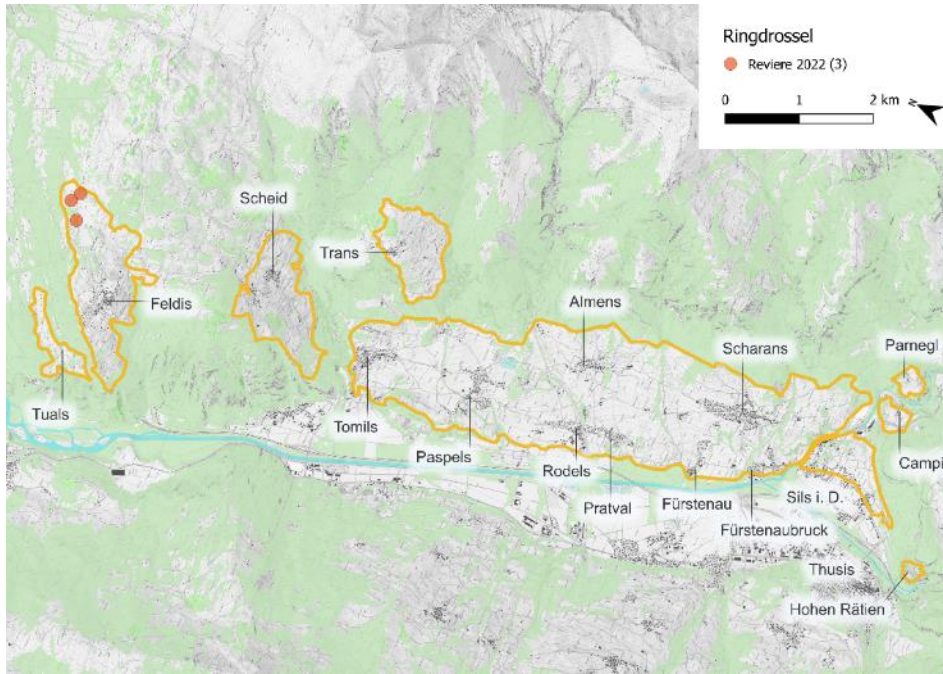 Ringdrossel
Reviere 2022 (3)
0 1 2 km
N
Scheid
Trans
Feldis
Almens
Scharans
Parnegl
Tuals
Tomils
Paspels
Rodels
Pratval
Fürstenau
Fürstenaubruck
Sils i. D.
Campi
Thusis
Hohen Rätien